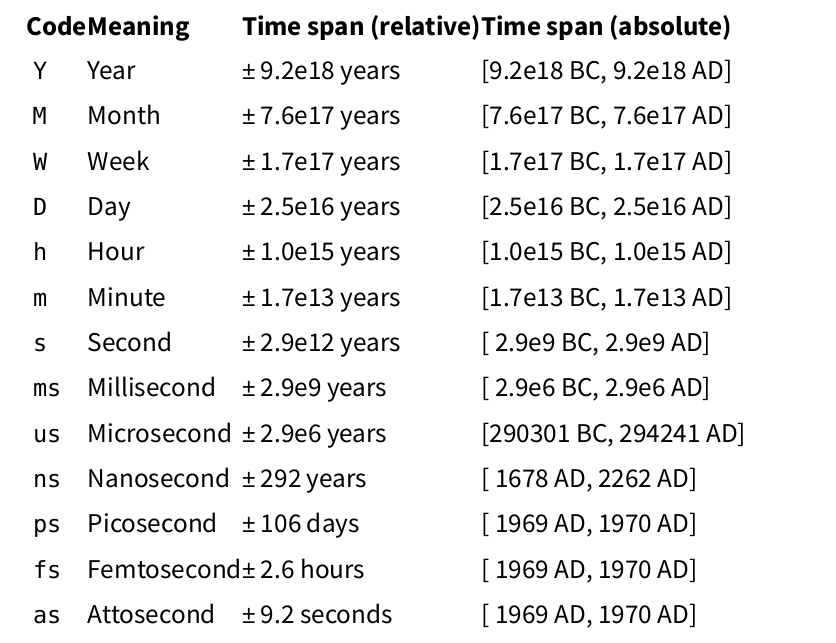 Code Meaning Time span (relative) Time span (absolute)
Y Year ± 9.2e18 years [9.2e18 BC, 9.2e18 AD]
M Month ± 7.6e17 years [7.6e17 BC, 7.6e17 AD]
W Week ± 1.7e17 years [1.7e17 BC, 1.7e17 AD]
D Day ± 2.5e16 years [2.5e16 BC, 2.5e16 AD]
h Hour ± 1.0e15 years [1.0e15 BC, 1.0e15 AD]
m Minute ± 1.7e13 years [1.7e13 BC, 1.7e13 AD]
s Second ± 2.9e12 years [ 2.9e9 BC, 2.9e9 AD]
ms Millisecond ± 2.9e9 years [ 2.9e6 BC, 2.9e6 AD]
us Microsecond ± 2.9e6 years [290301 BC, 294241 AD]
ns Nanosecond ± 292 years [ 1678 AD, 2262 AD]
ps Picosecond ± 106 days [ 1969 AD, 1970 AD]
fs Femtosecond ± 2.6 hours [ 1969 AD, 1970 AD]
as Attosecond ± 9.2 seconds [ 1969 AD, 1970 AD]